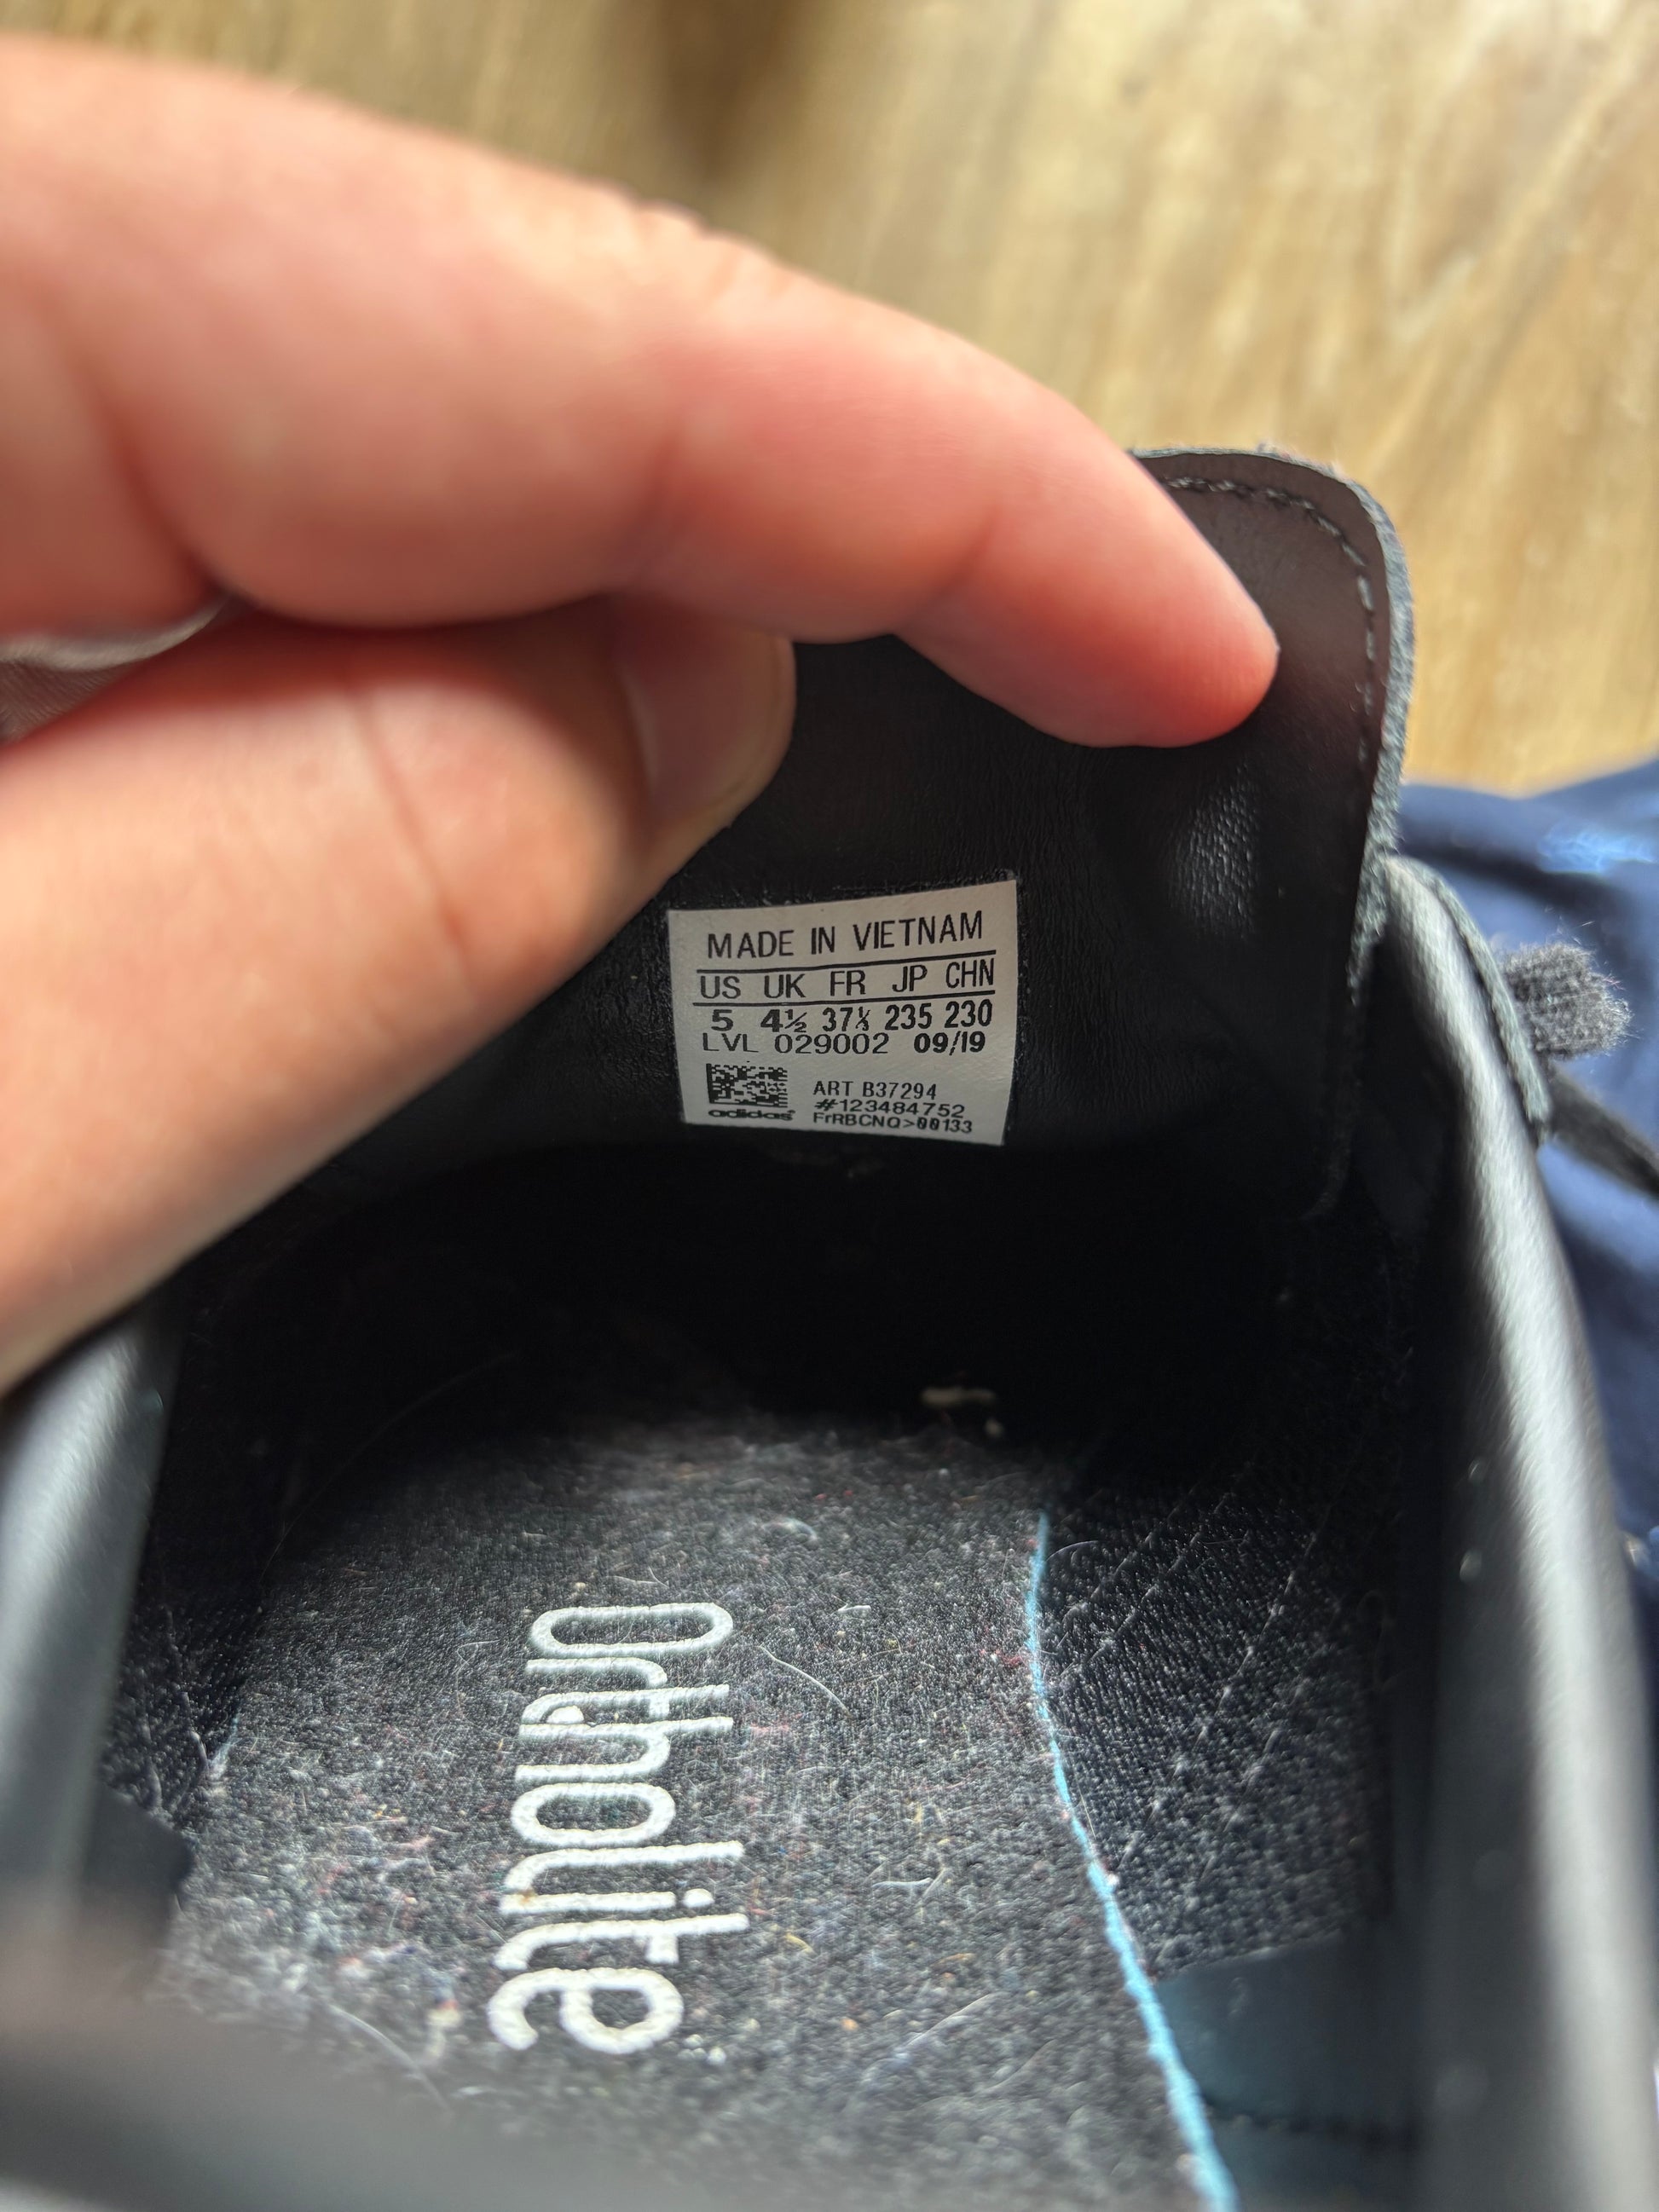 MADE IN VIETNAM
US UK FR JP CHN
5 4½ 37⅓ 235 230
LVL 029002 09/19
ART B37294
#123484752
adidas FrRBCNQ>00133
Ortholite